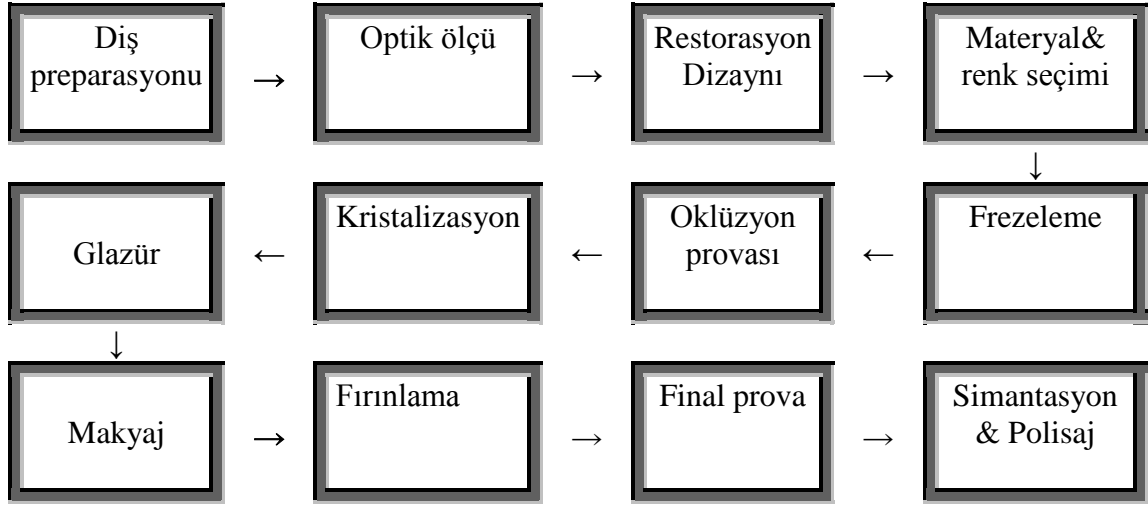 Diş
preparasyonu
→
Optik ölçü
→
Restorasyon
Dizaynı
→
Materyal&
renk seçimi
↓
Glazür
←
Kristalizasyon
←
Oklüzyon
provası
←
Frezeleme
↓
Makyaj
→
Fırınlama
→
Final prova
→
Simantasyon
& Polisaj